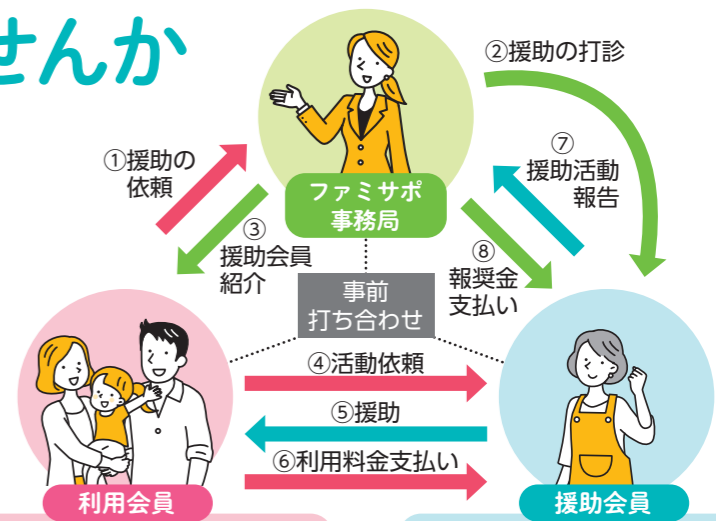 せんか
②援助の打診
①援助の
依頼
⑦
援助活動
報告
ファミサポ
事務局
③
援助会員
紹介
⑧
報奨金
支払い
事前
打ち合わせ
④活動依頼
⑤援助
⑥利用料金支払い
利用会員
援助会員